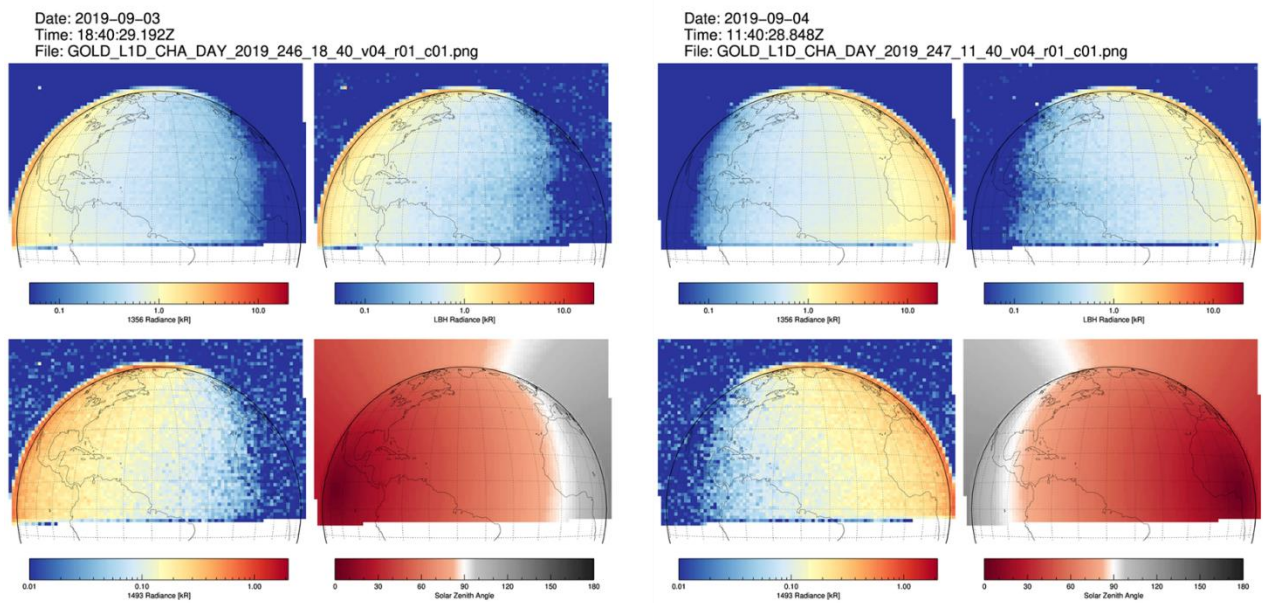 Date: 2019-09-03
Time: 18:40:29.192Z
File: GOLD_L1D_CHA_DAY_2019_246_18_40_v04_r01_c01.png
0.1 1.0 10.0
1356 Radiance [kR]
0.1 1.0 10.0
LBH Radiance [kR]
0.01 0.10 1.00
1493 Radiance [kR]
0 30 60 90 120 150 180
Solar Zenith Angle
Date: 2019-09-04
Time: 11:40:28.848Z
File: GOLD_L1D_CHA_DAY_2019_247_11_40_v04_r01_c01.png
0.1 1.0 10.0
1356 Radiance [kR]
0.1 1.0 10.0
LBH Radiance [kR]
0.01 0.10 1.00
1493 Radiance [kR]
0 30 60 90 120 150 180
Solar Zenith Angle